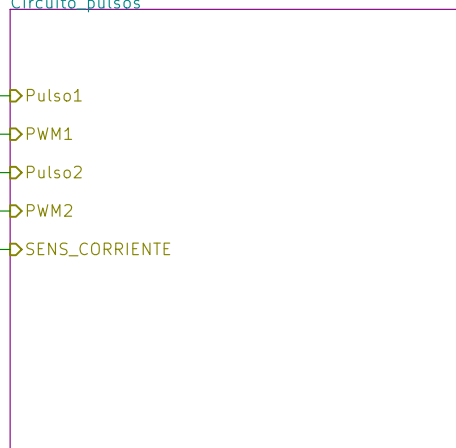 Circuito_pulsos
Pulso1
PWM1
Pulso2
PWM2
SENS_CORRIENTE